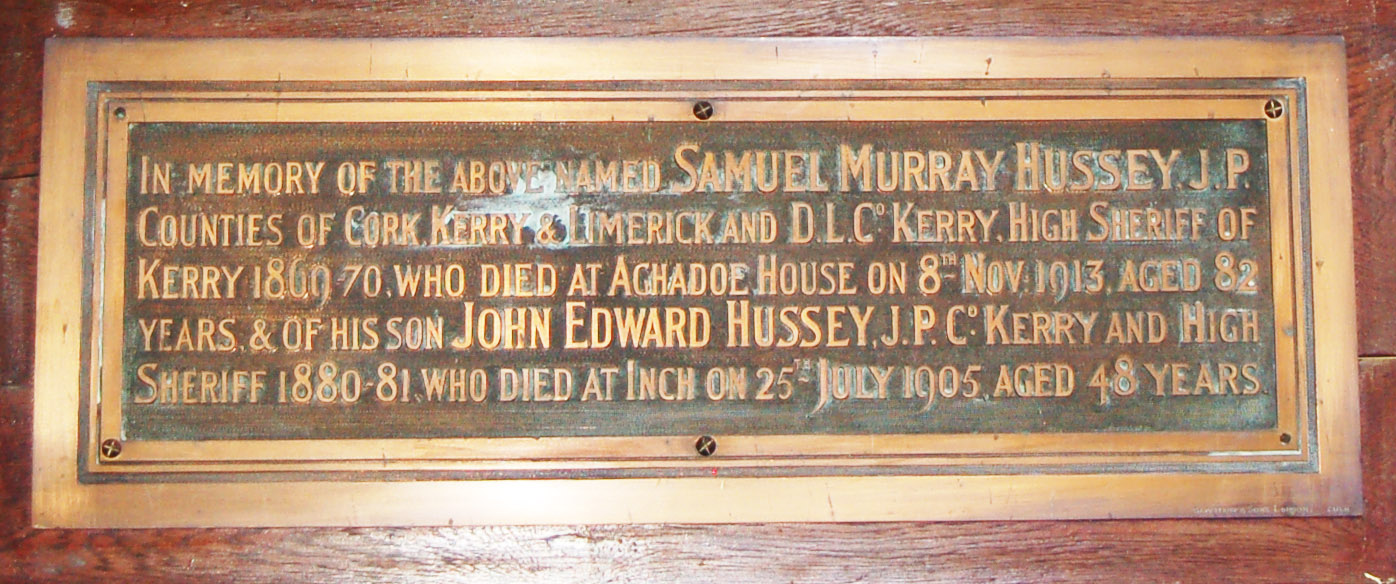 IN MEMORY OF THE ABOVE NAMED SAMUEL MURRAY HUSSEY, J.P.
COUNTIES OF CORK, KERRY & LIMERICK, AND D.L. Cº KERRY, HIGH SHERIFF OF
KERRY 1869-70, WHO DIED AT AGHADOE HOUSE ON 8TH NOV. 1913, AGED 82
YEARS, & OF HIS SON JOHN EDWARD HUSSEY, J.P. Cº KERRY AND HIGH
SHERIFF 1880-81, WHO DIED AT INCH ON 25TH JULY 1905, AGED 48 YEARS.
& SONS LONDON